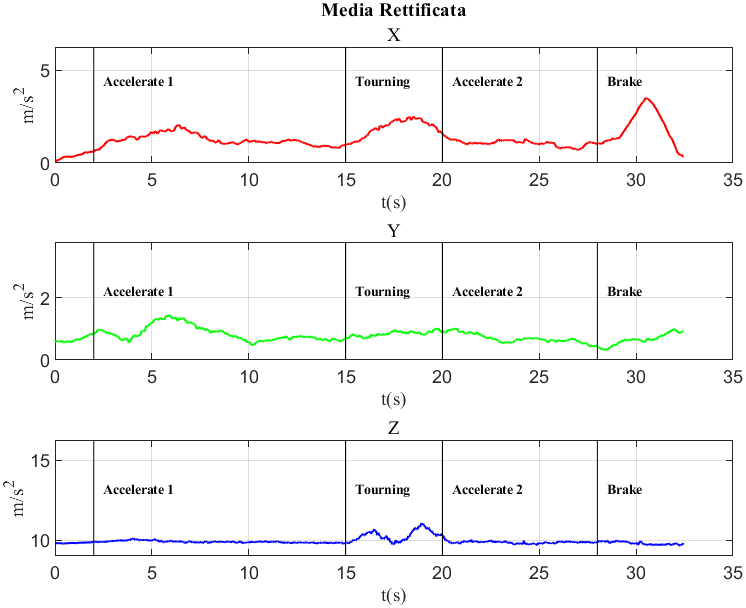 Media Rettificata
X
m/s²
5
0
Accelerate 1 Tourning Accelerate 2 Brake
0 5 10 15 20 25 30 35
t(s)
Y
m/s²
2
0
Accelerate 1 Tourning Accelerate 2 Brake
0 5 10 15 20 25 30 35
t(s)
Z
m/s²
15
10
Accelerate 1 Tourning Accelerate 2 Brake
0 5 10 15 20 25 30 35
t(s)